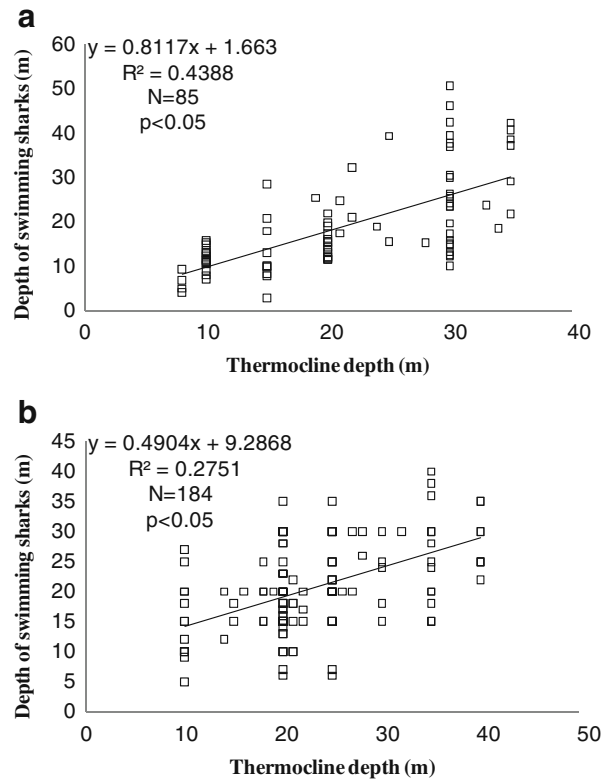 a
y = 0.8117x + 1.663
R² = 0.4388
N=85
p<0.05
Depth of swimming sharks (m)
60
50
40
30
20
10
0
0 10 20 30 40
Thermocline depth (m)
b
y = 0.4904x + 9.2868
R² = 0.2751
N=184
p<0.05
Depth of swimming sharks (m)
45
40
35
30
25
20
15
10
5
0
0 10 20 30 40 50
Thermocline depth (m)